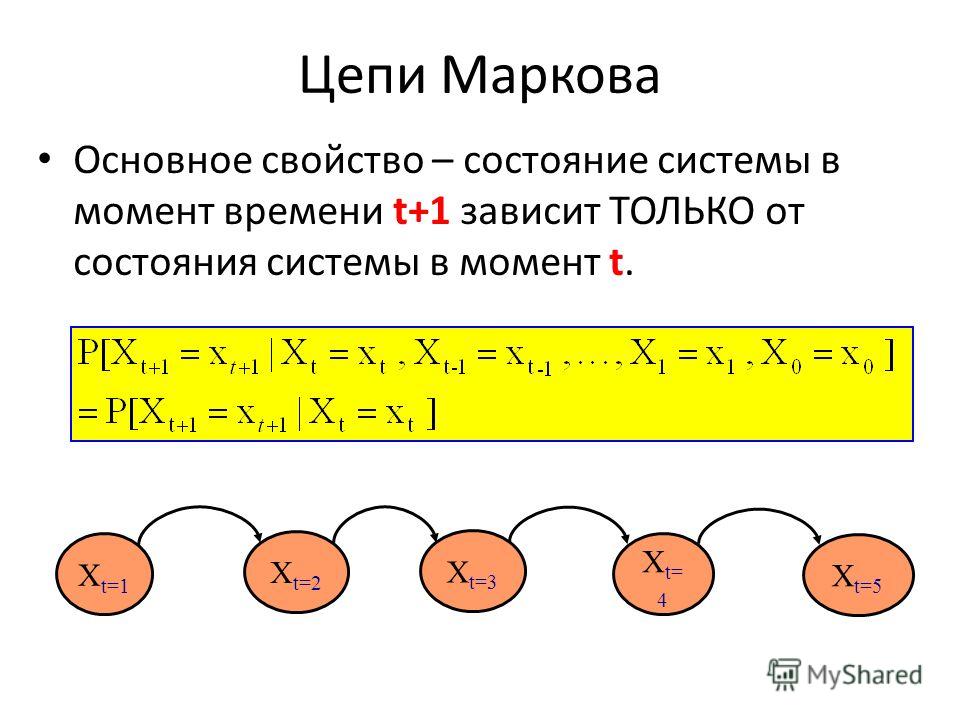 Цепи Маркова
• Основное свойство – состояние системы в
момент времени t+1 зависит ТОЛЬКО от
состояния системы в момент t.
P[X_{t+1} = x_{t+1} | X_t = x_t , X_{t-1} = x_{t-1} ,..., X_1 = x_1 , X_0 = x_0 ]
= P[X_{t+1} = x_{t+1} | X_t = x_t ]
X_{t=1} X_{t=2} X_{t=3} X_{t=4} X_{t=5}
MyShared